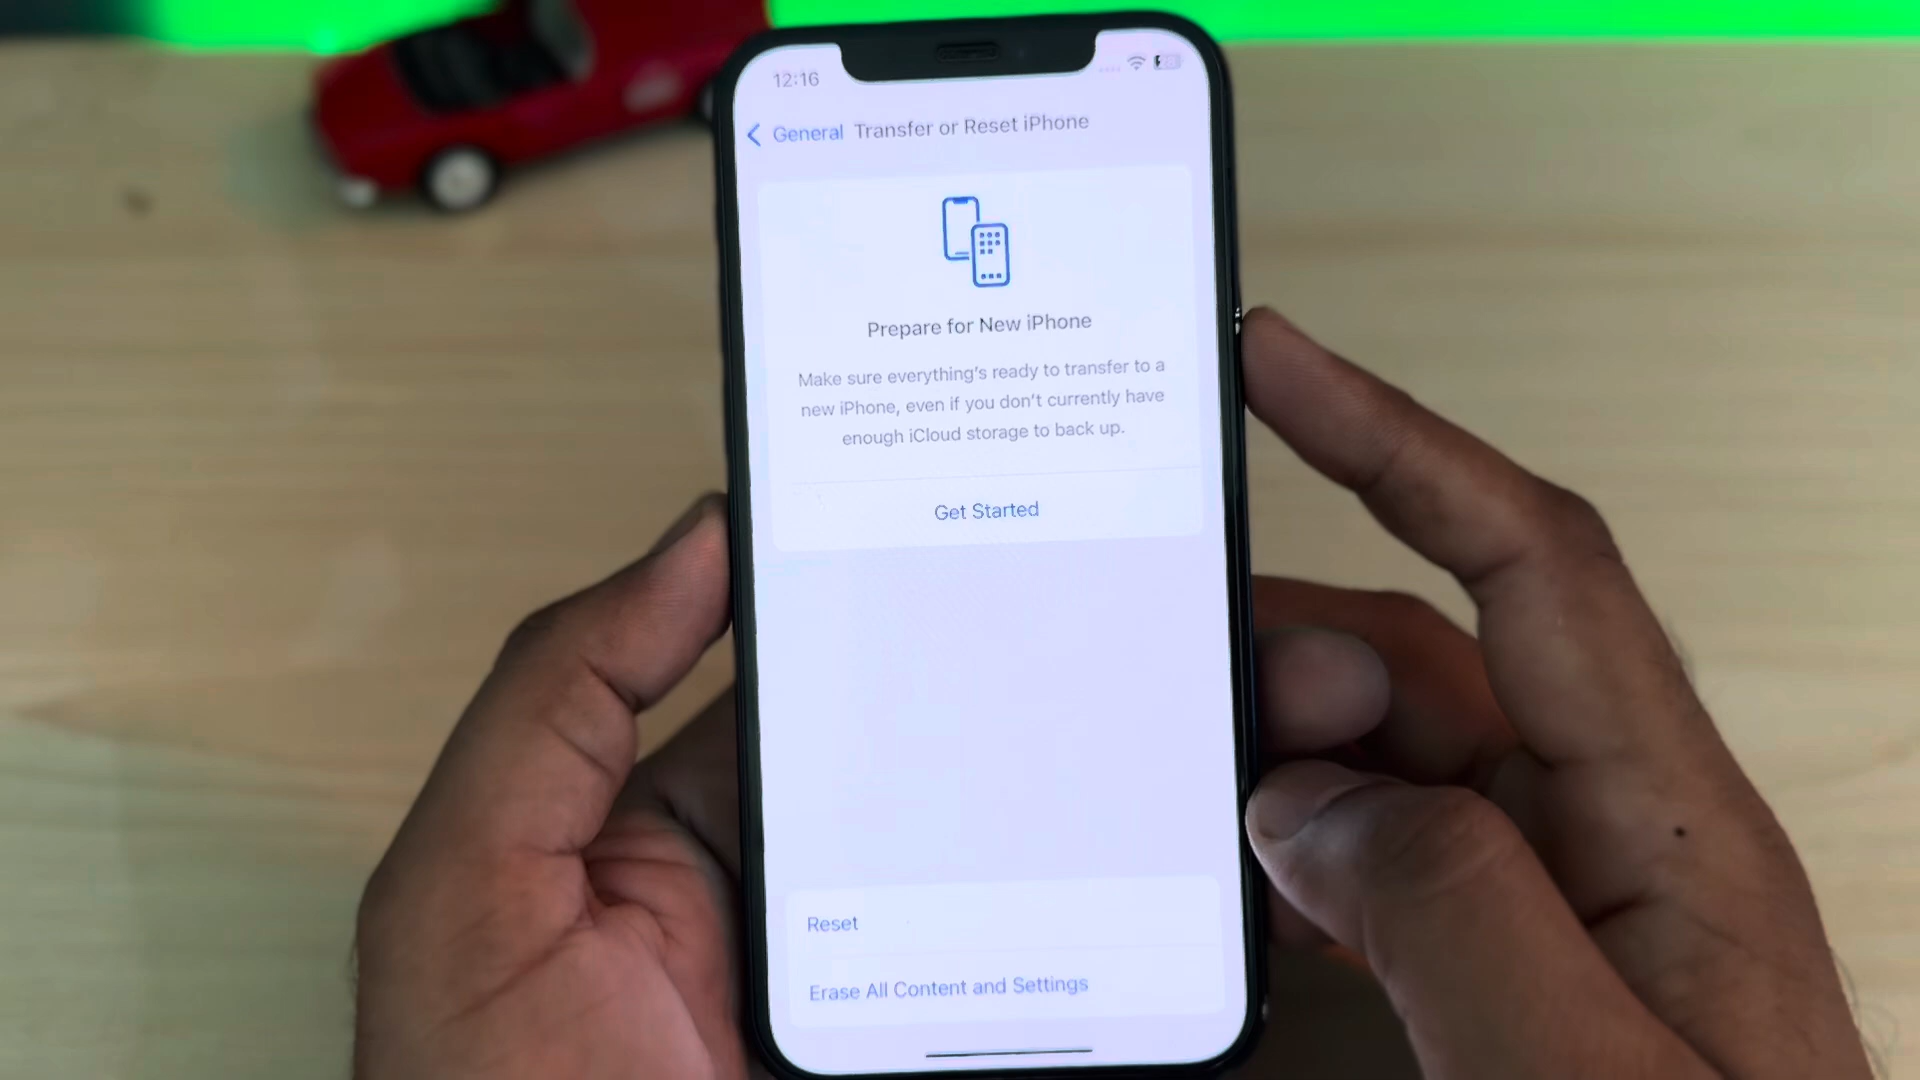 12:16
General Transfer or Reset iPhone
Prepare for New iPhone
Make sure everything's ready to transfer to a
new iPhone, even if you don't currently have
enough iCloud storage to back up.
Get Started
Reset
Erase All Content and Settings